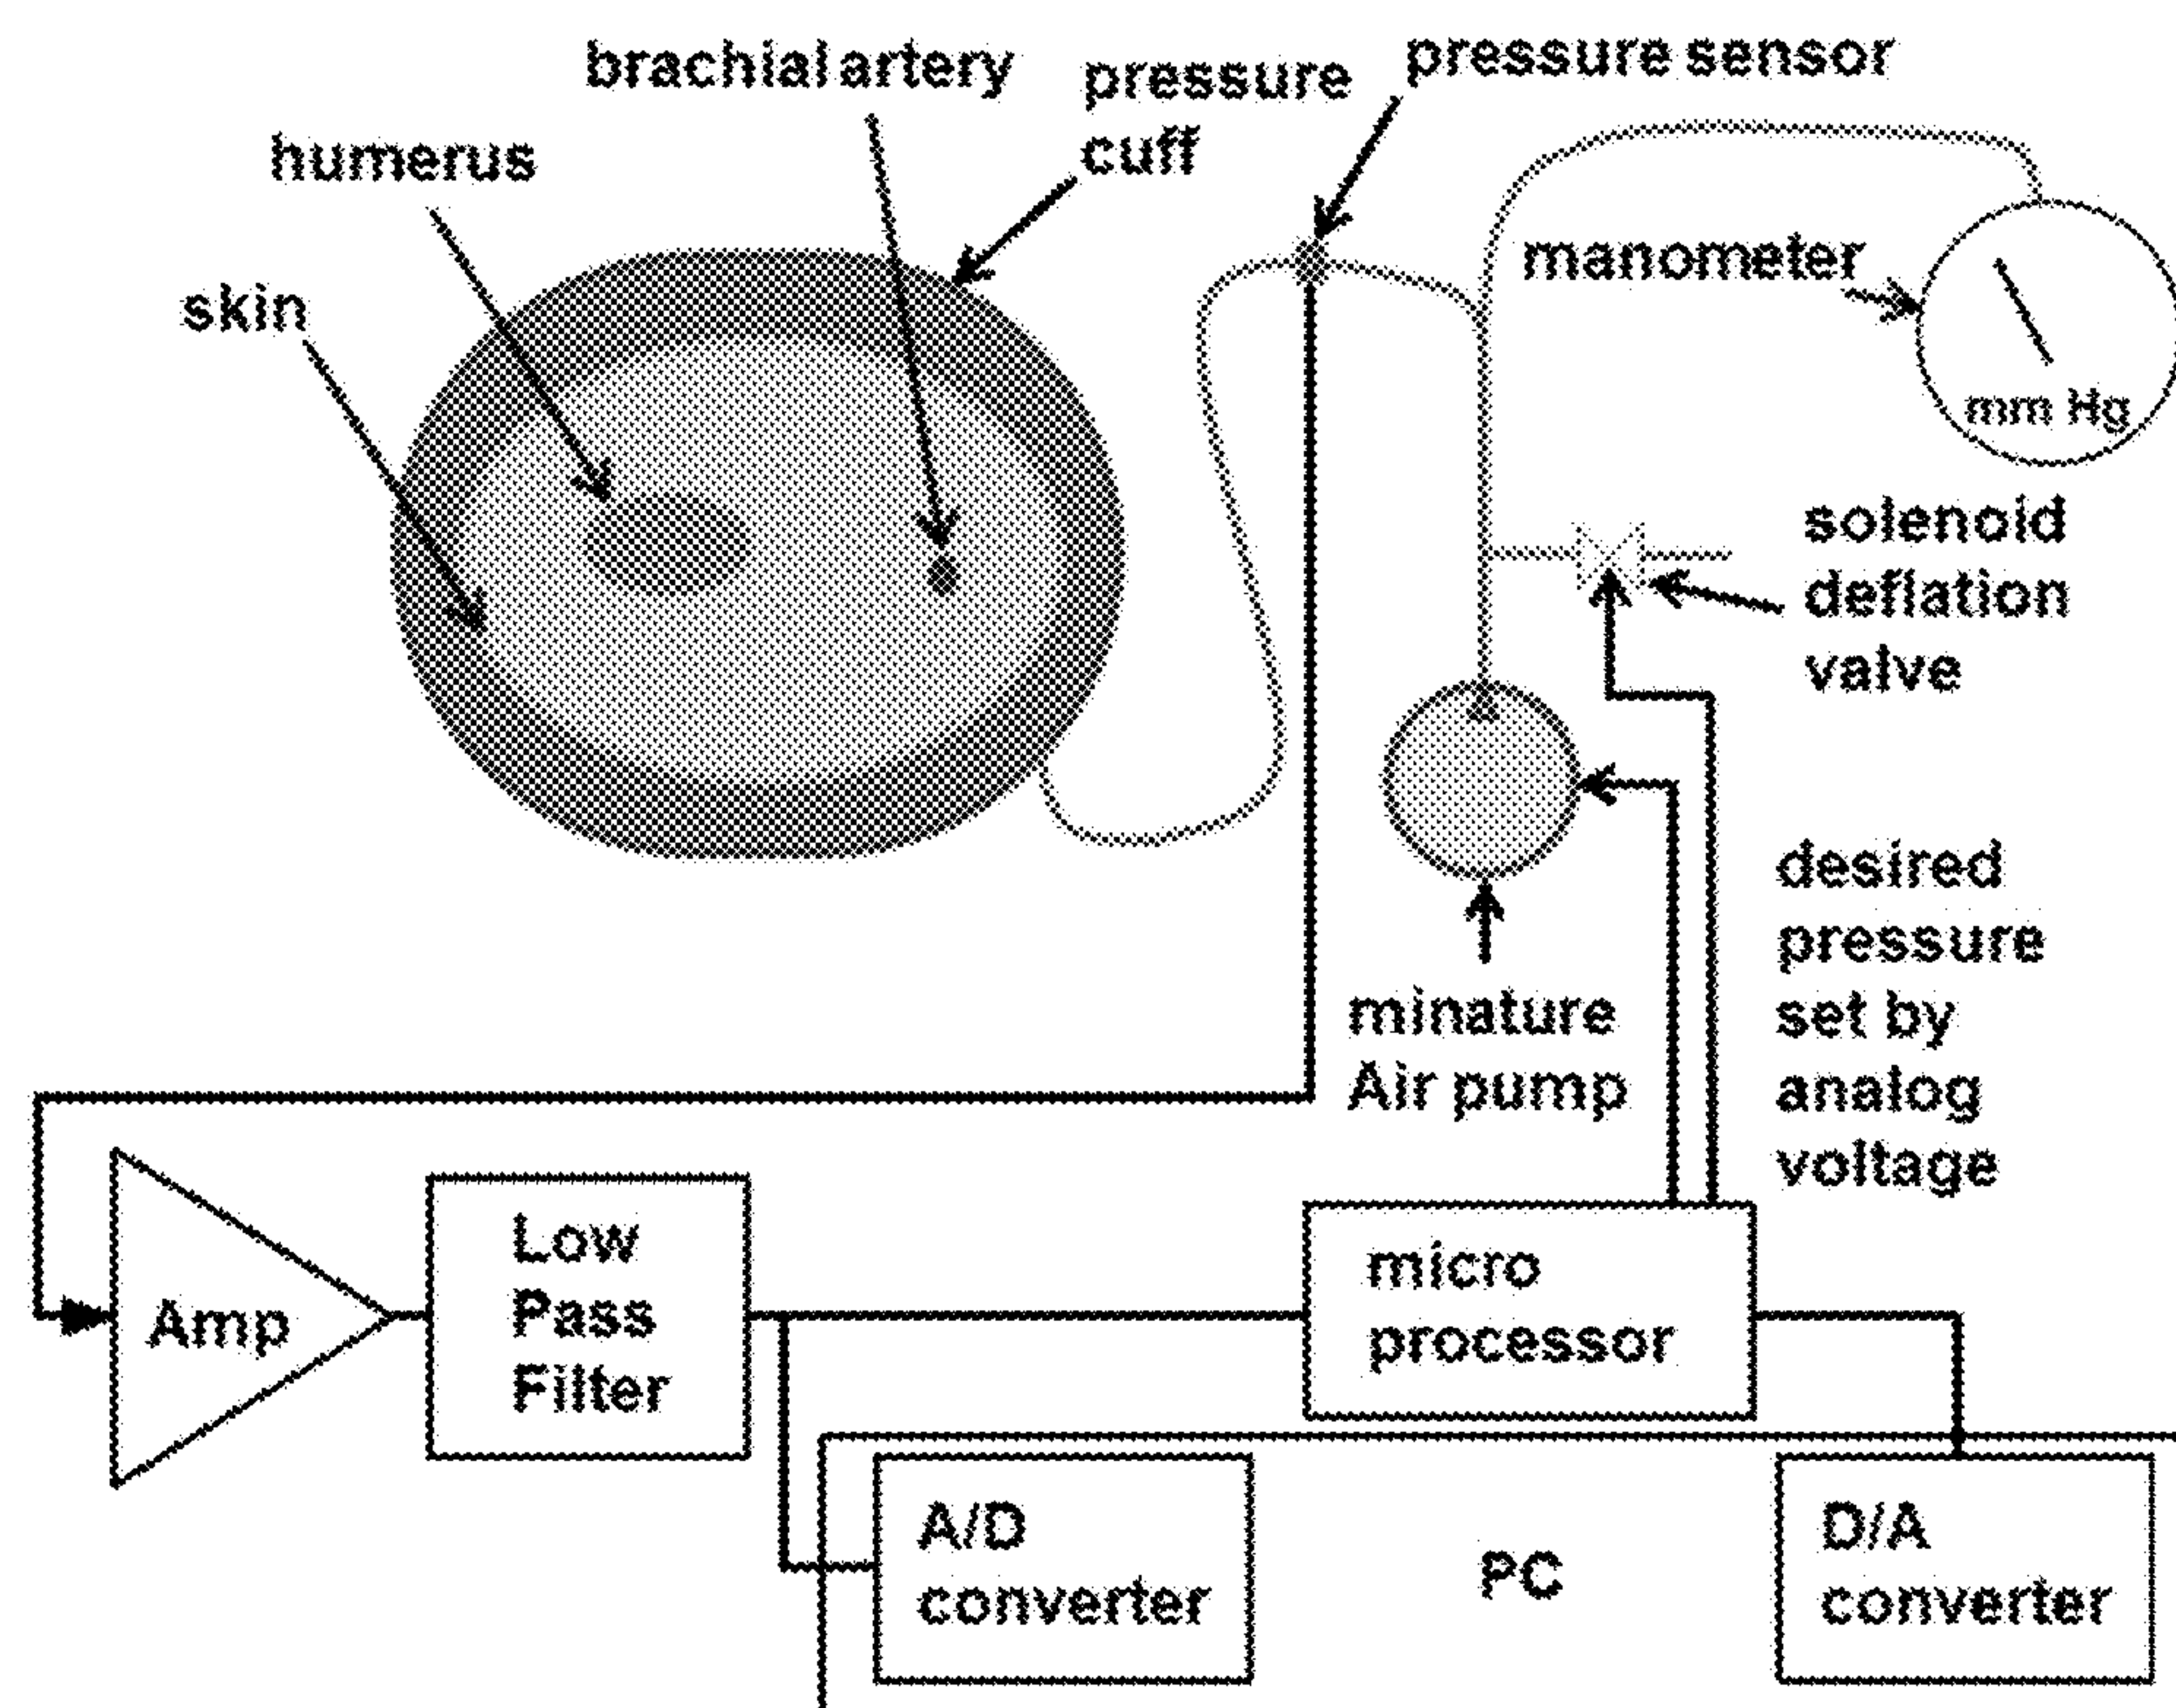 brachial artery
pressure
cuff
pressure sensor
humerus
skin
manometer
mm Hg
solenoid
deflation
valve
desired
pressure
set by
analog
voltage
minature
Air pump
Amp
Low
Pass
Filter
micro
processor
A/D
converter
PC
D/A
converter